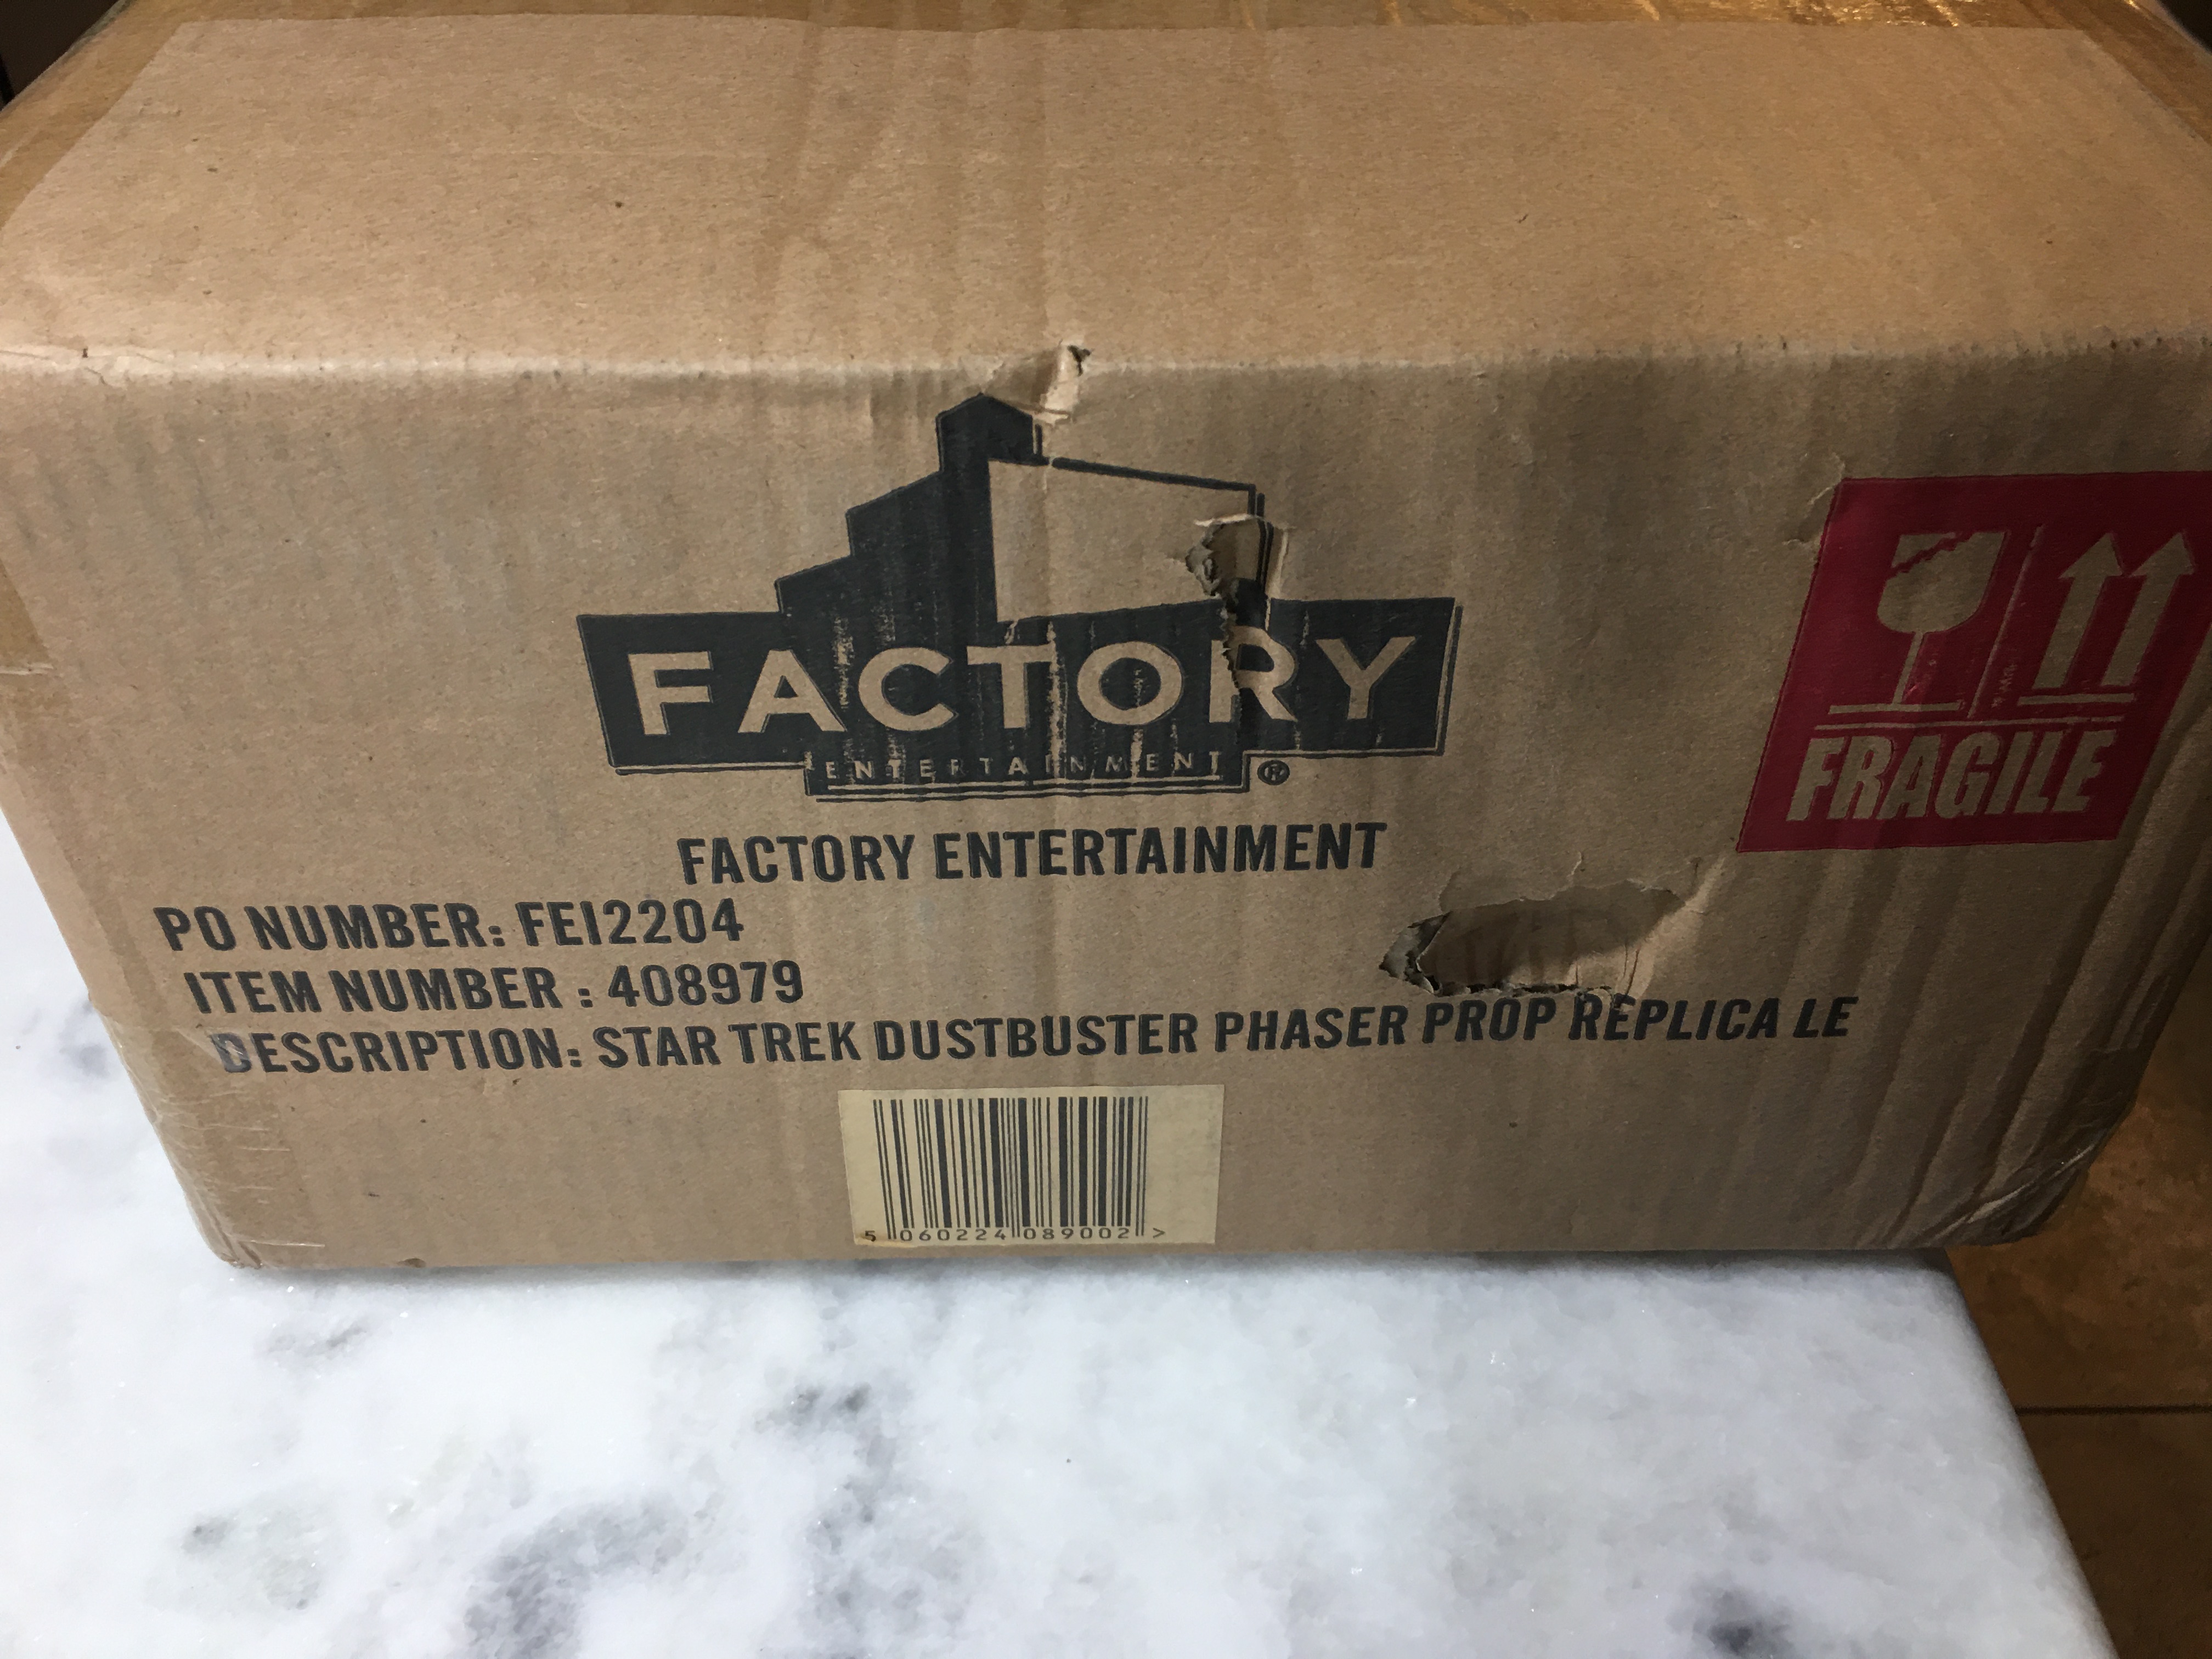 FACTORY
ENTERTAINMENT ®
FRAGILE
FACTORY ENTERTAINMENT
PO NUMBER: FEI2204
ITEM NUMBER : 408979
DESCRIPTION: STAR TREK DUSTBUSTER PHASER PROP REPLICA LE
5 060224 089002 >